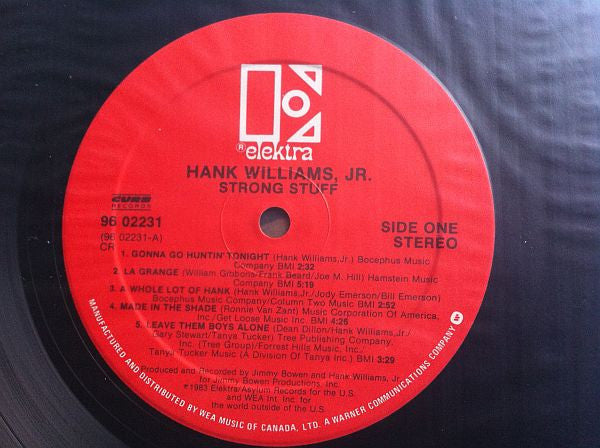 ® elektra
HANK WILLIAMS, JR.
STRONG STUFF
CURB
RECORDS
96 02231
(96 02231-A)
CR
SIDE ONE
STEREO
1. GONNA GO HUNTIN' TONIGHT (Hank Williams, Jr.) Bocephus Music
Company BMI 2:32
2. LA GRANGE (William Gibbons/Frank Beard/Joe M. Hill) Hamstein Music
Company BMI 5:19
3. A WHOLE LOT OF HANK (Hank Williams, Jr./Jody Emerson/Bill Emerson)
Bocephus Music Company/Column Two Music BMI 2:52
4. MADE IN THE SHADE (Ronnie Van Zant) Music Corporation Of America,
Inc./Get Loose Music Inc. BMI 4:26
5. LEAVE THEM BOYS ALONE (Dean Dillon/Hank Williams, Jr./
Gary Stewart/Tanya Tucker) Tree Publishing Company,
Inc. (Tree Group)/Forrest Hills Music, Inc./
Tanya Tucker Music (A Division Of Tanya Inc.) BMI 3:29
Produced and Recorded by Jimmy Bowen and Hank Williams, Jr.
for Jimmy Bowen Productions, Inc.
℗ 1983 Elektra/Asylum Records for the U.S.
and WEA Int. Inc. for
the world outside of the U.S.
MANUFACTURED AND DISTRIBUTED BY WEA MUSIC OF CANADA, LTD. A WARNER COMMUNICATIONS COMPANY